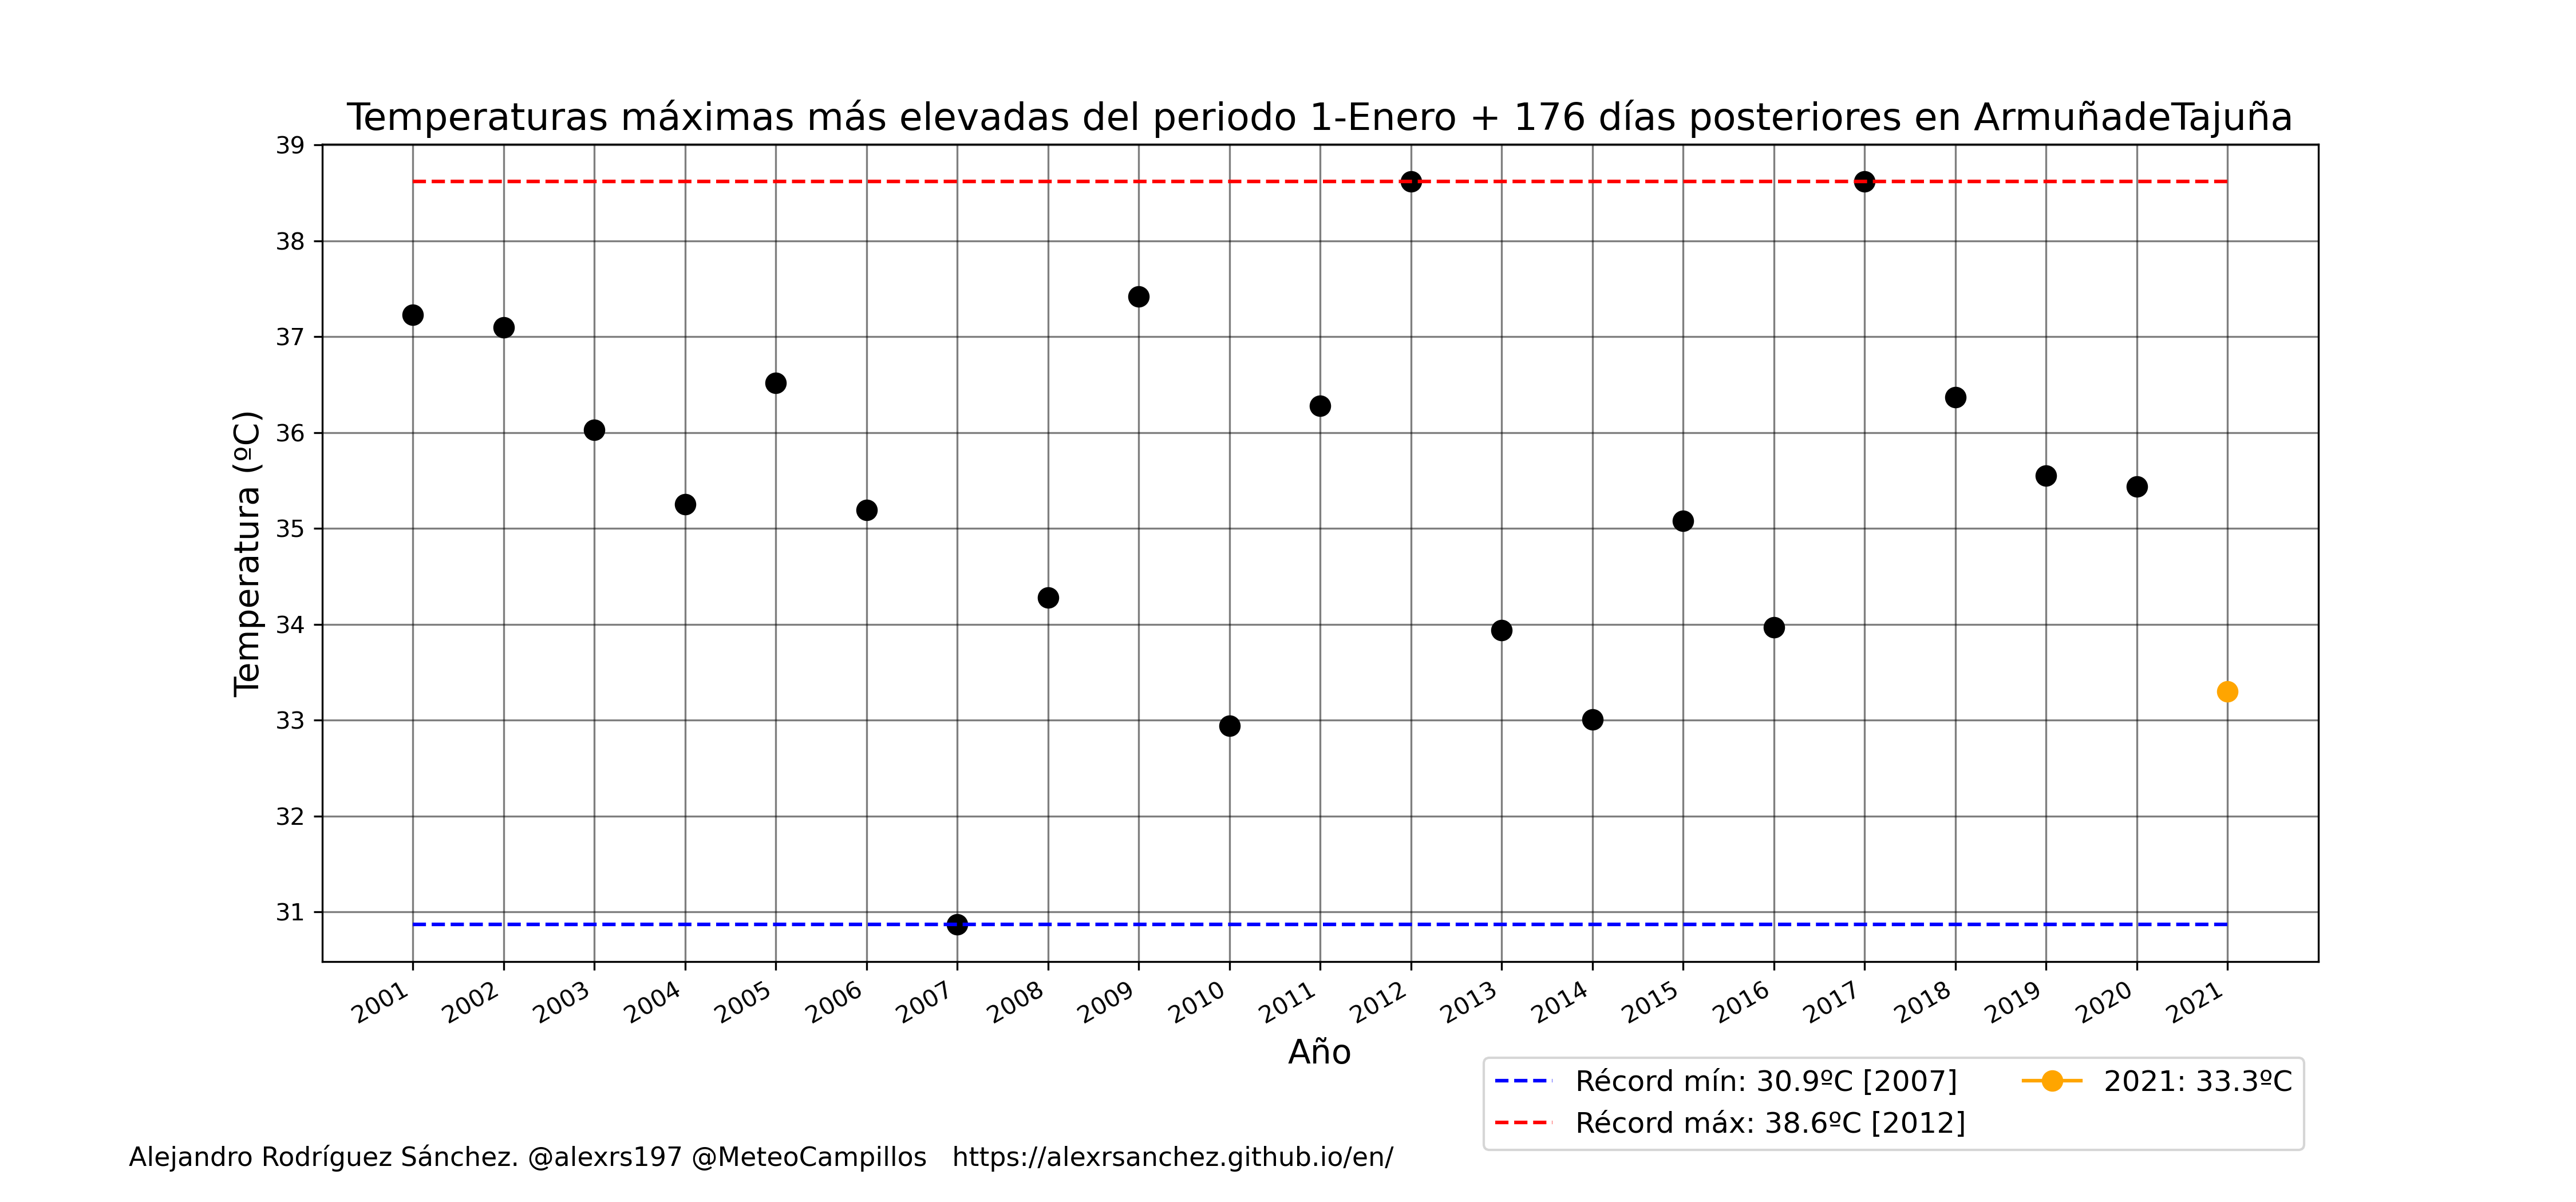 Temperaturas máximas más elevadas del periodo 1-Enero + 176 días posteriores en ArmuñadeTajuña
39
38
37
36
35
34
33
32
31
Temperatura (ºC)
2001 2002 2003 2004 2005 2006 2007 2008 2009 2010 2011 2012 2013 2014 2015 2016 2017 2018 2019 2020 2021
Año
Récord mín: 30.9ºC [2007]
Récord máx: 38.6ºC [2012]
2021: 33.3ºC
Alejandro Rodríguez Sánchez. @alexrs197 @MeteoCampillos https://alexrsanchez.github.io/en/